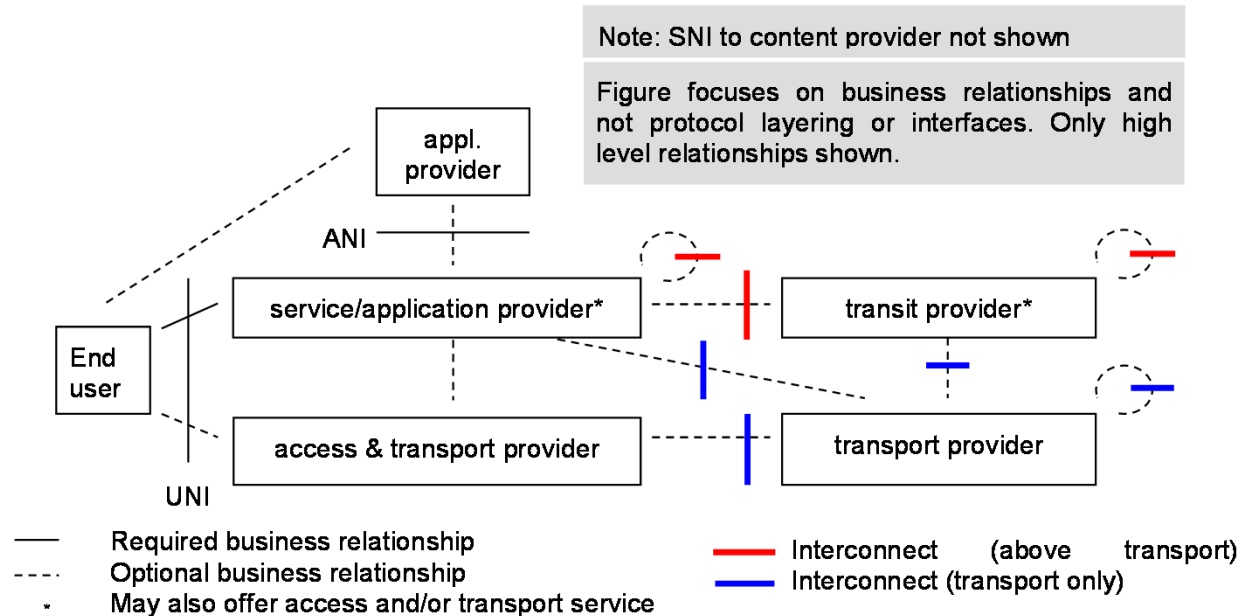 Note: SNI to content provider not shown
Figure focuses on business relationships and
not protocol layering or interfaces. Only high
level relationships shown.
appl.
provider
ANI
service/application provider*
transit provider*
End
user
access & transport provider
transport provider
UNI
Required business relationship
Optional business relationship
* May also offer access and/or transport service
Interconnect (above transport)
Interconnect (transport only)